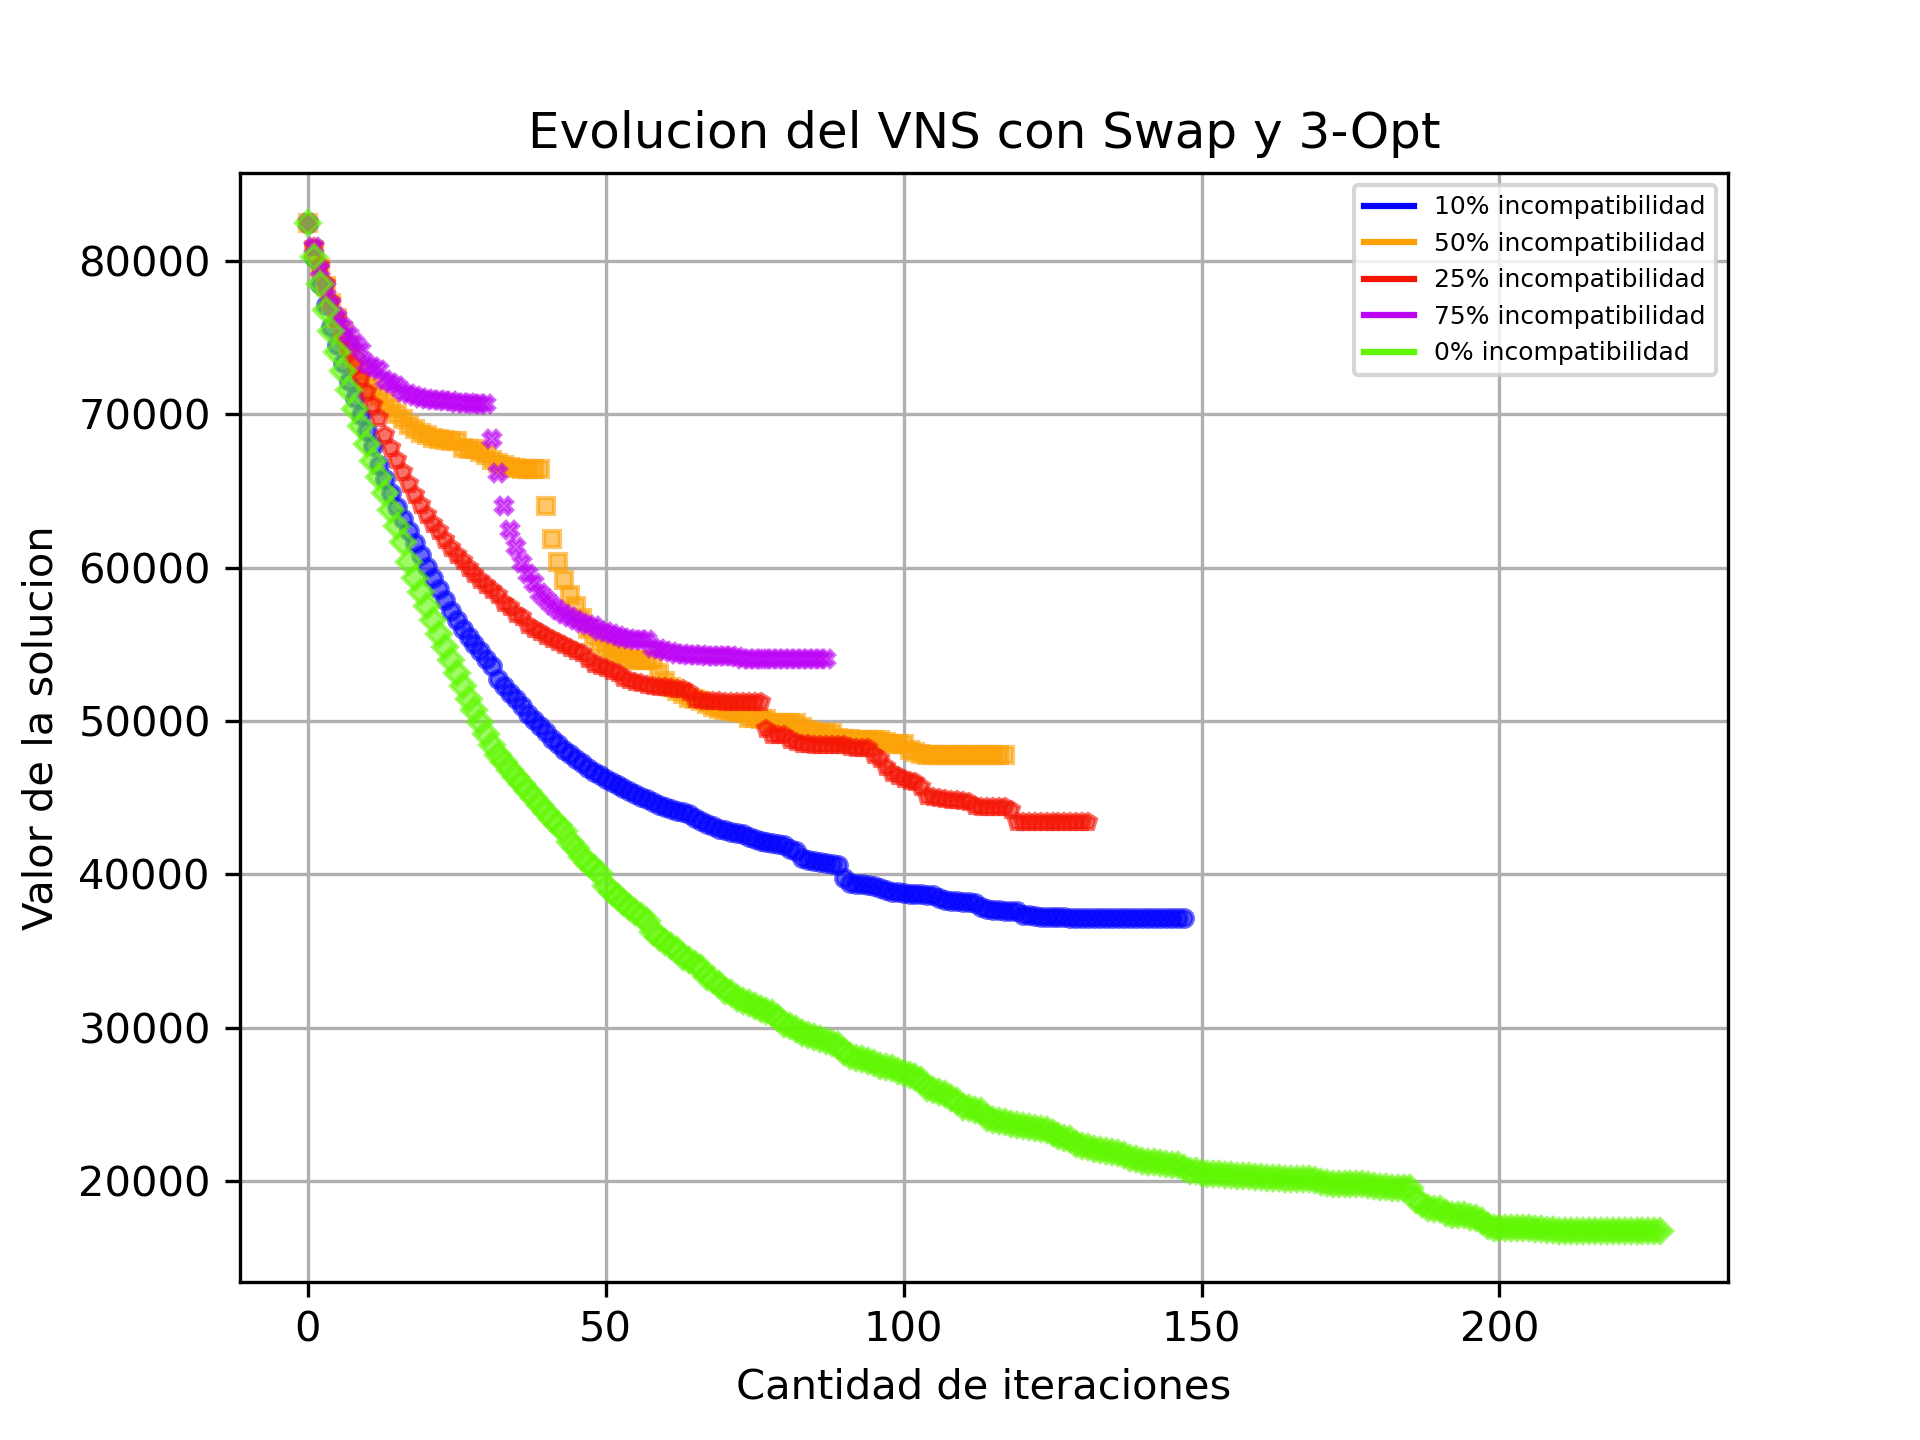 Evolucion del VNS con Swap y 3-Opt
10% incompatibilidad
50% incompatibilidad
25% incompatibilidad
75% incompatibilidad
0% incompatibilidad
Valor de la solucion
80000
70000
60000
50000
40000
30000
20000
0 50 100 150 200
Cantidad de iteraciones